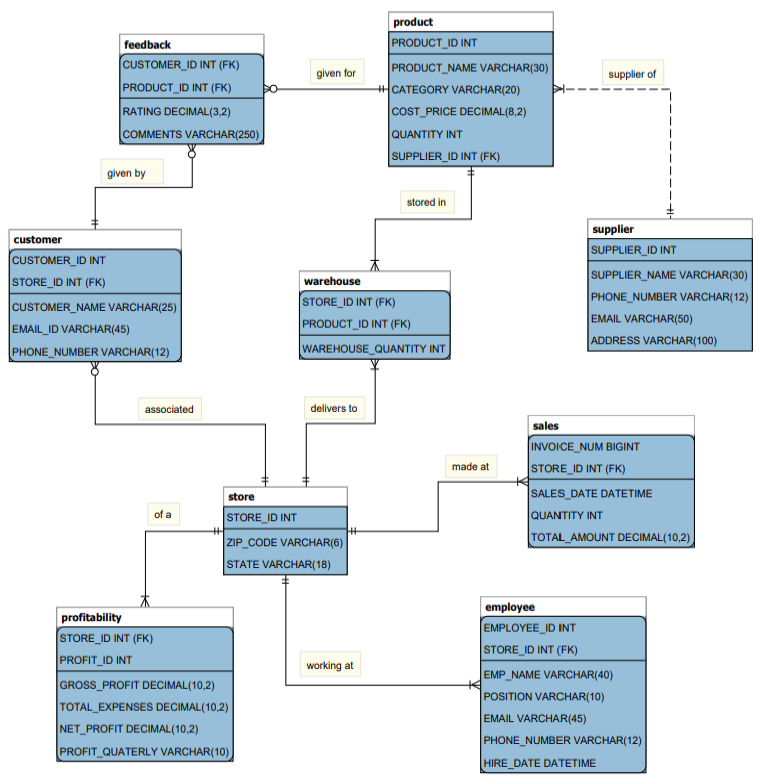 product
PRODUCT_ID INT
PRODUCT_NAME VARCHAR(30)
CATEGORY VARCHAR(20)
COST_PRICE DECIMAL(8,2)
QUANTITY INT
SUPPLIER_ID INT (FK)
feedback
CUSTOMER_ID INT (FK)
PRODUCT_ID INT (FK)
RATING DECIMAL(3,2)
COMMENTS VARCHAR(250)
given for
supplier of
given by
stored in
customer
CUSTOMER_ID INT
STORE_ID INT (FK)
CUSTOMER_NAME VARCHAR(25)
EMAIL_ID VARCHAR(45)
PHONE_NUMBER VARCHAR(12)
warehouse
STORE_ID INT (FK)
PRODUCT_ID INT (FK)
WAREHOUSE_QUANTITY INT
supplier
SUPPLIER_ID INT
SUPPLIER_NAME VARCHAR(30)
PHONE_NUMBER VARCHAR(12)
EMAIL VARCHAR(50)
ADDRESS VARCHAR(100)
associated
delivers to
made at
sales
INVOICE_NUM BIGINT
STORE_ID INT (FK)
SALES_DATE DATETIME
QUANTITY INT
TOTAL_AMOUNT DECIMAL(10,2)
store
STORE_ID INT
ZIP_CODE VARCHAR(6)
STATE VARCHAR(18)
of a
working at
profitability
STORE_ID INT (FK)
PROFIT_ID INT
GROSS_PROFIT DECIMAL(10,2)
TOTAL_EXPENSES DECIMAL(10,2)
NET_PROFIT DECIMAL(10,2)
PROFIT_QUATERLY VARCHAR(10)
employee
EMPLOYEE_ID INT
STORE_ID INT (FK)
EMP_NAME VARCHAR(40)
POSITION VARCHAR(10)
EMAIL VARCHAR(45)
PHONE_NUMBER VARCHAR(12)
HIRE_DATE DATETIME